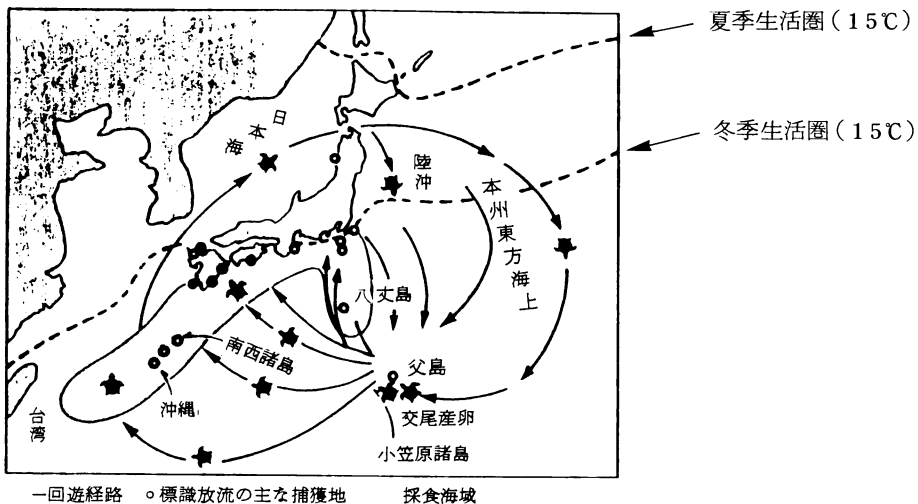 夏季生活圏(15℃)
冬季生活圏(15℃)
日本海
陸沖
本州東方海上
八丈島
南西諸島
父島
交尾産卵
沖縄
台湾
小笠原諸島
─回遊経路 ○標識放流の主な捕獲地 採食海域